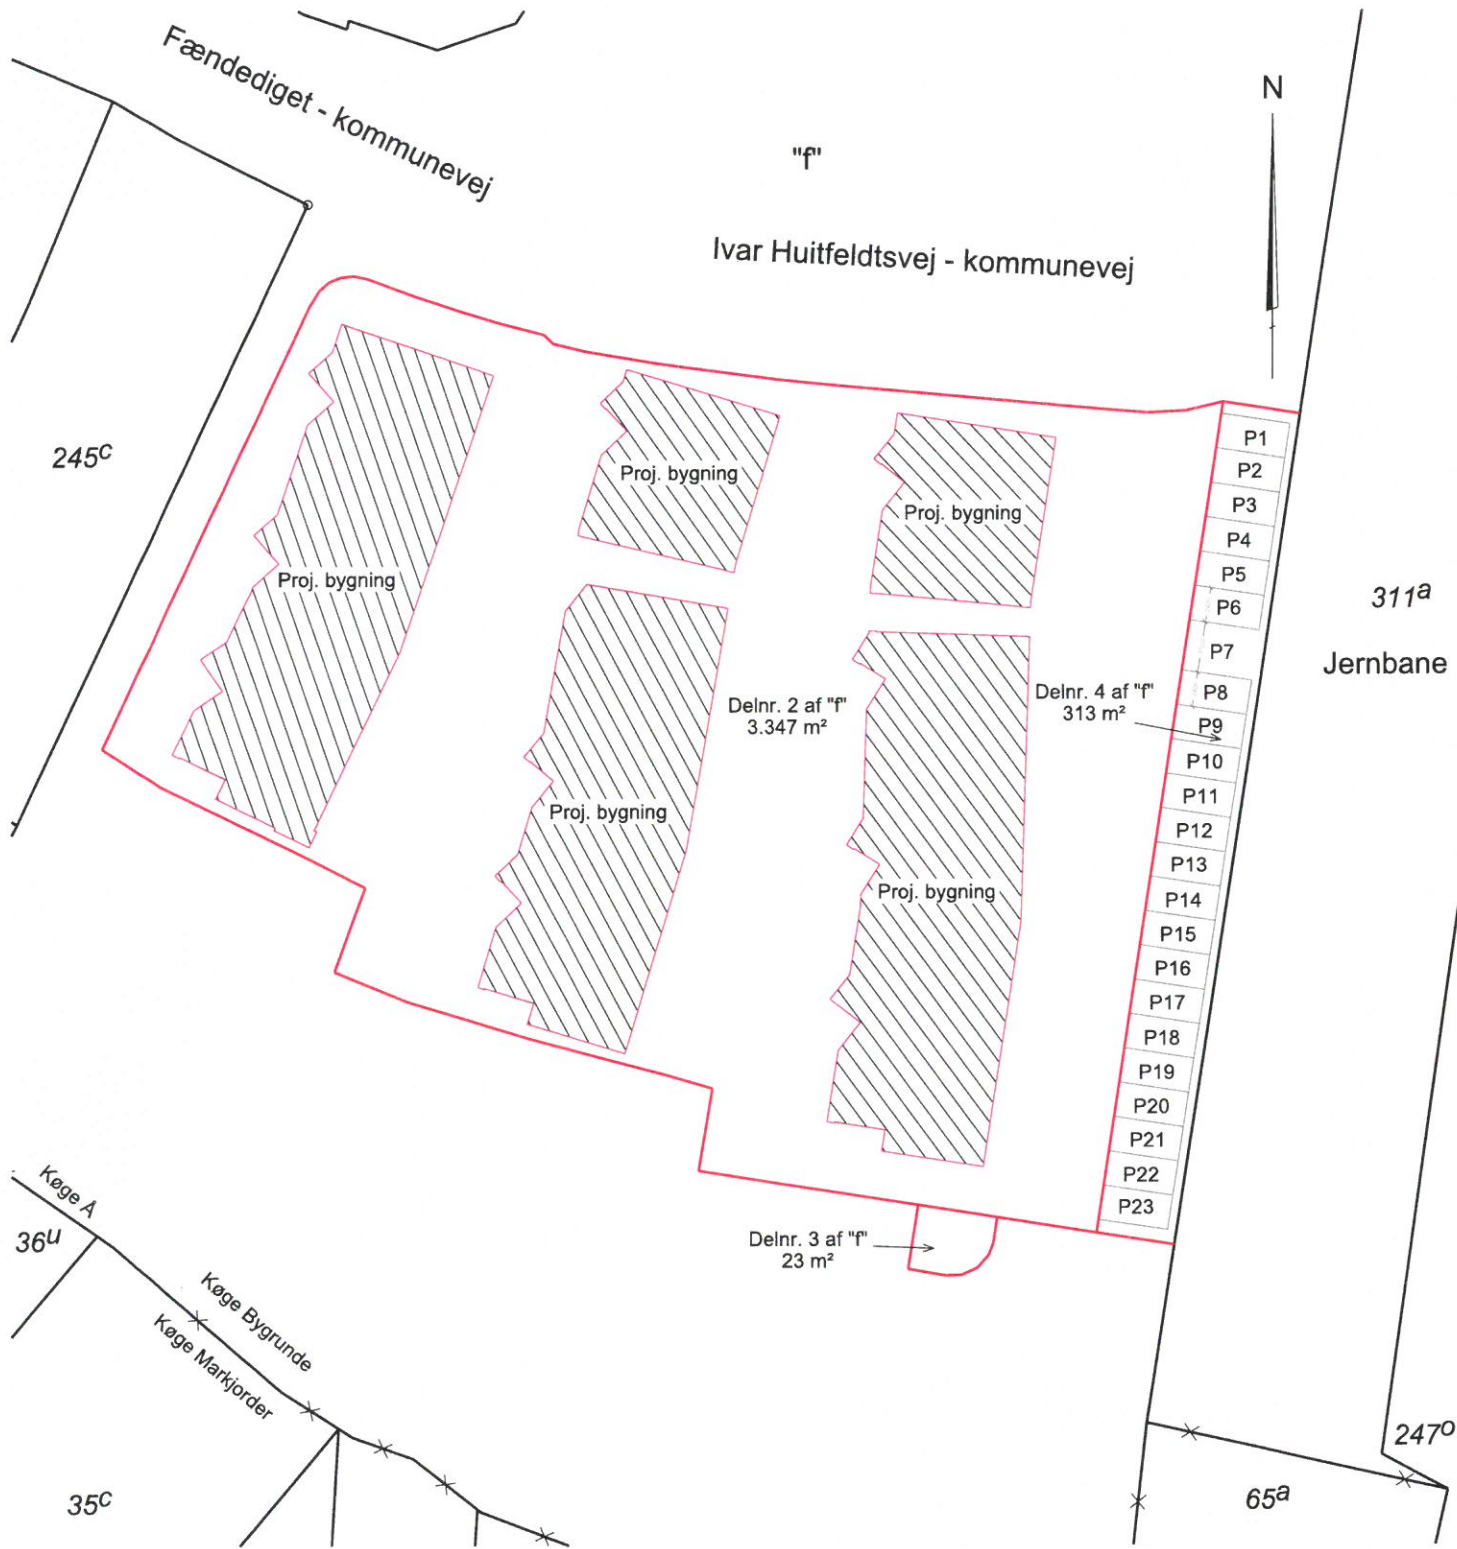 Fændediget - kommunevej
N
"f"
Ivar Huitfeldtsvej - kommunevej
245c
Proj. bygning
Proj. bygning
Proj. bygning
Proj. bygning
Proj. bygning
Delnr. 2 af "f"
3.347 m²
Delnr. 4 af "f"
313 m²
P1
P2
P3
P4
P5
P6
P7
P8
P9
P10
P11
P12
P13
P14
P15
P16
P17
P18
P19
P20
P21
P22
P23
311a
Jernbane
Delnr. 3 af "f"
23 m²
Køge Å
36u
Køge Bygrunde
Køge Markjorder
35c
247o
65a